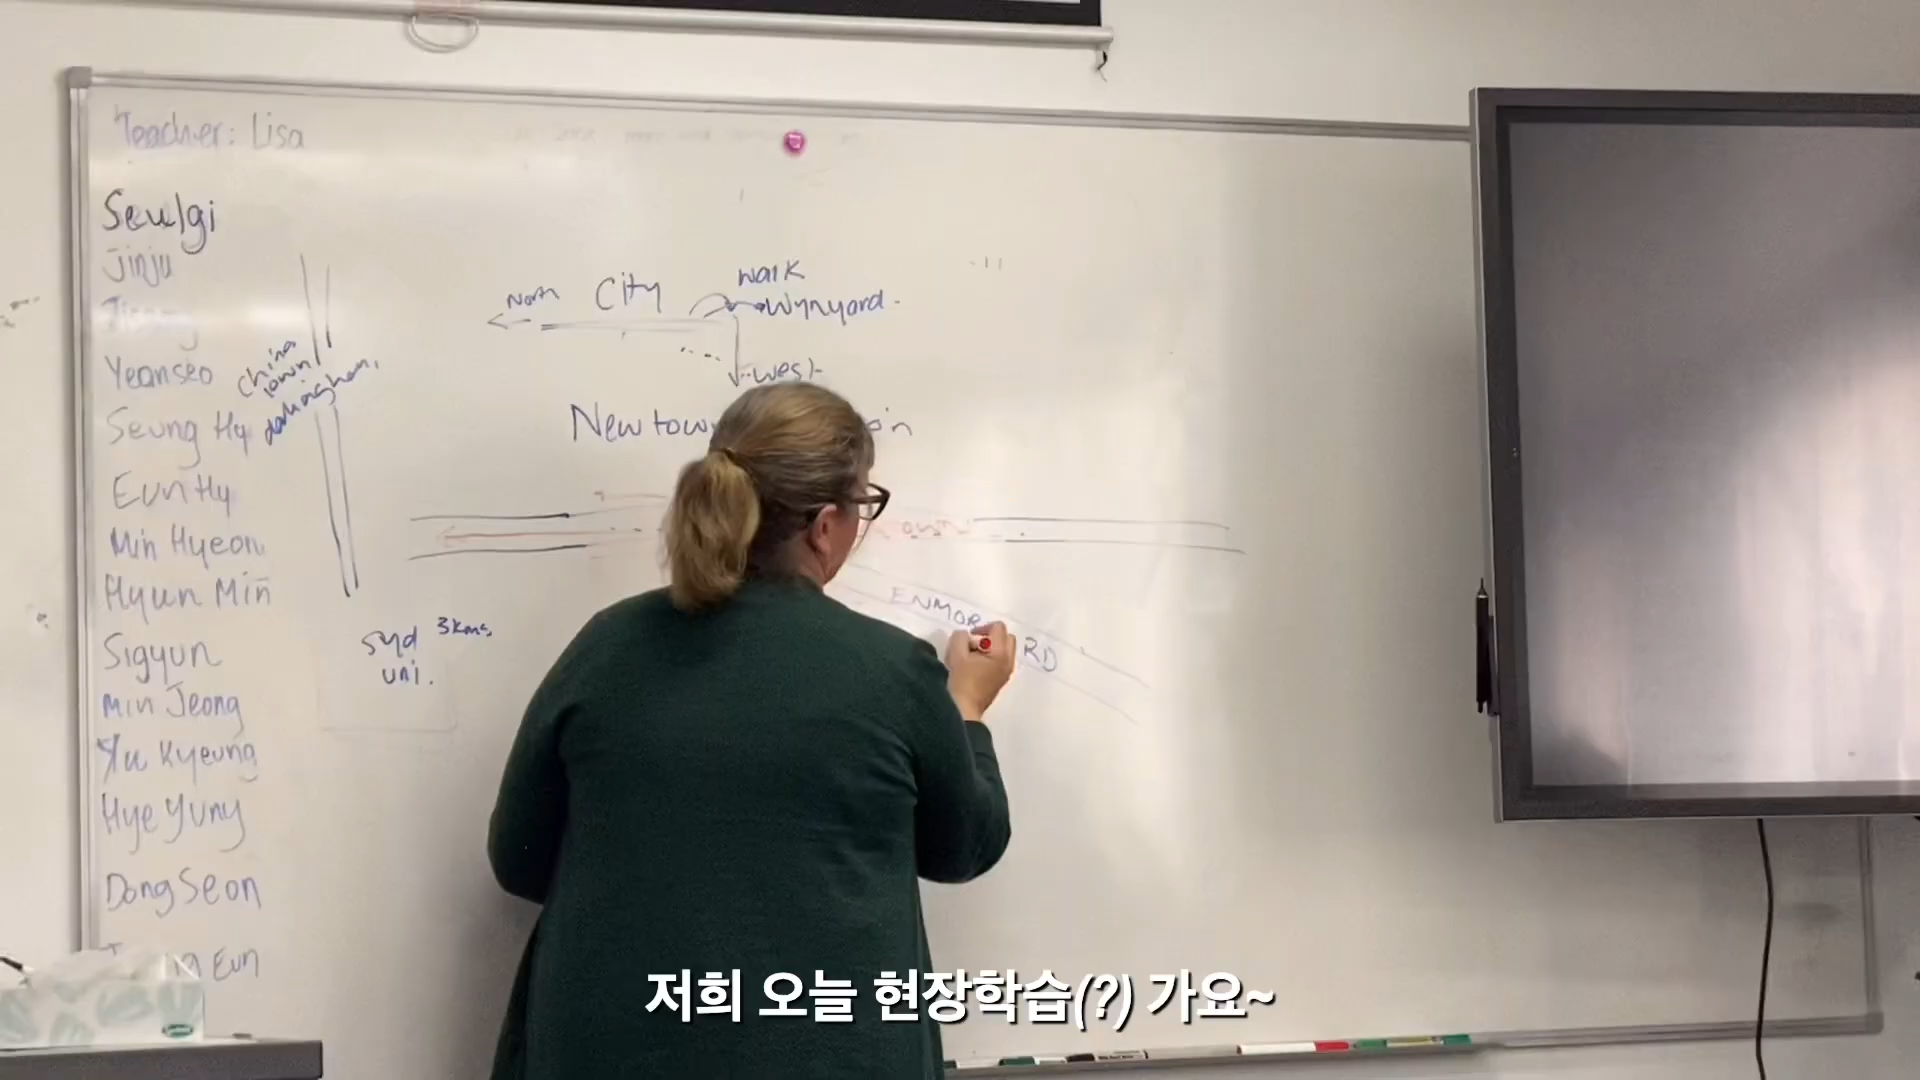 Teacher: Lisa
Seulgi
Jinju
Yeonseo
Seung Hy
Eun Hy
Min Hyeon
Hyun Min
Sigyun
Min Jeong
Yu Kyeung
Hye Yung
Dong Seon
Eun
China
town
North
City
walk
Wynyard.
west
Newtown
ENMORE RD
syd 3kms
uni.
저희 오늘 현장학습(?) 가요~